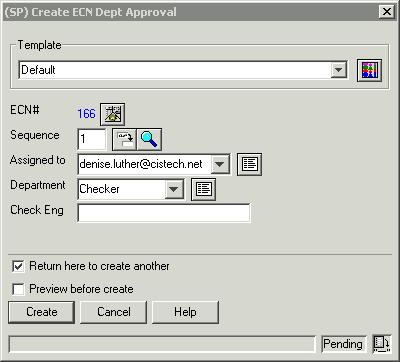 (SP) Create ECN Dept Approval
Template
Default
ECN# 166
Sequence 1
Assigned to denise.luther@cistech.net
Department Checker
Check Eng
Return here to create another
Preview before create
Create Cancel Help
Pending